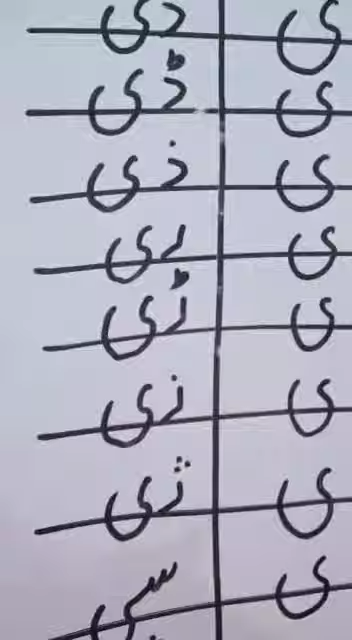 ی دی
ی ڈی
ی ذی
ی ری
ی ڑی
ی زی
ی ژی
ی سی